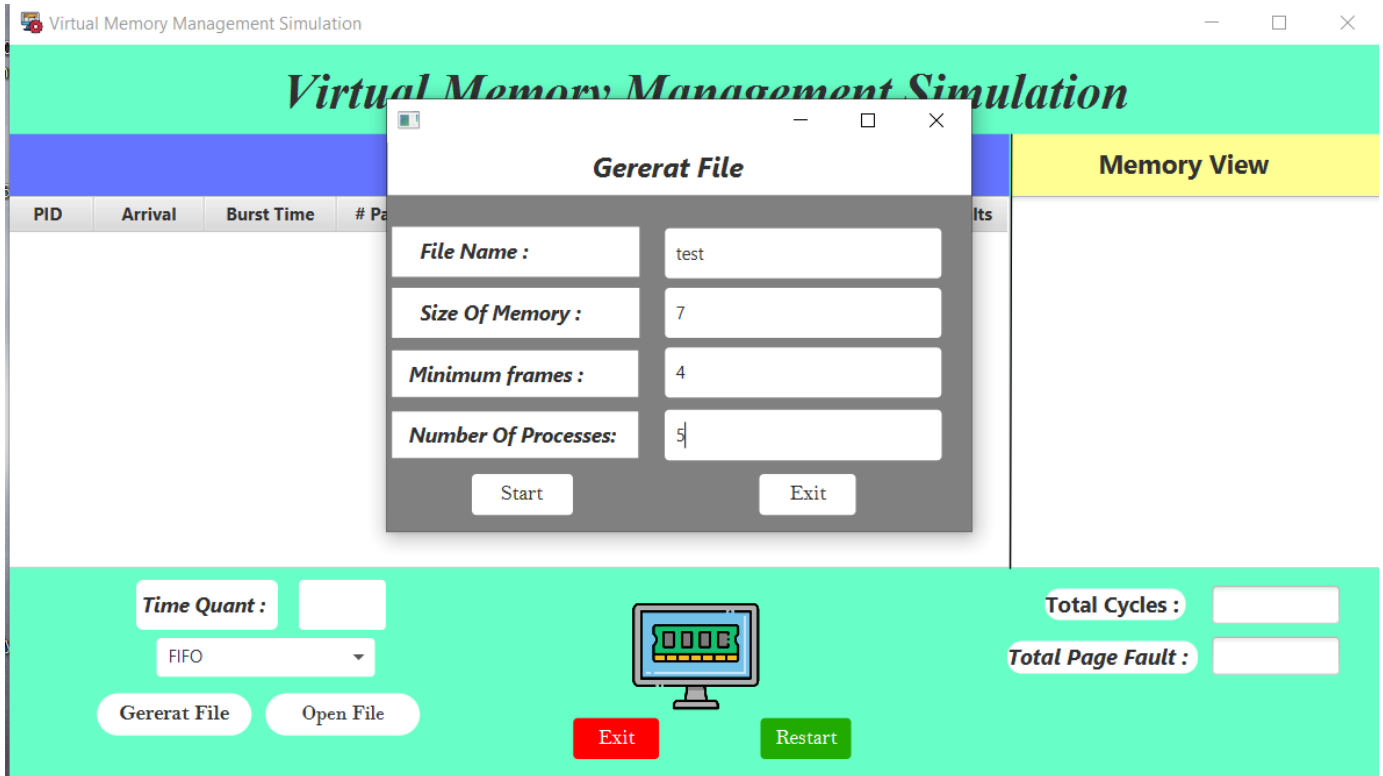 Virtual Memory Management Simulation
Virtual Memory Management Simulation
Gererat File
Memory View
PID Arrival Burst Time # Pa lts
File Name : test
Size Of Memory : 7
Minimum frames : 4
Number Of Processes: 5
Start Exit
Time Quant :
FIFO
Gererat File Open File
Exit Restart
Total Cycles :
Total Page Fault :